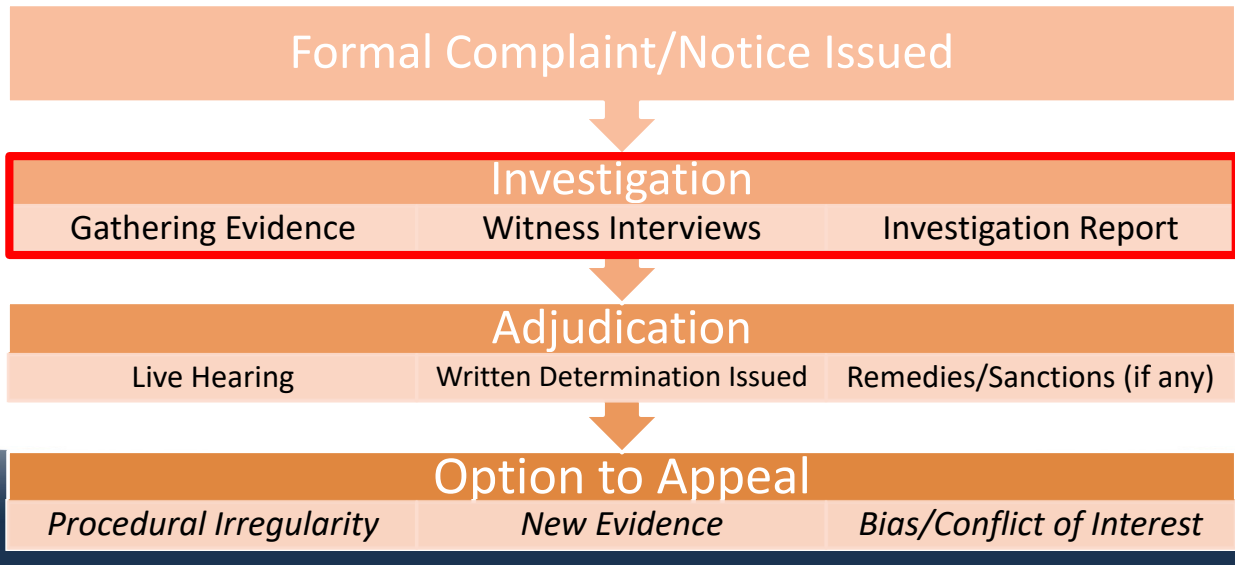 Formal Complaint/Notice Issued
Investigation
Gathering Evidence Witness Interviews Investigation Report
Adjudication
Live Hearing Written Determination Issued Remedies/Sanctions (if any)
Option to Appeal
Procedural Irregularity New Evidence Bias/Conflict of Interest